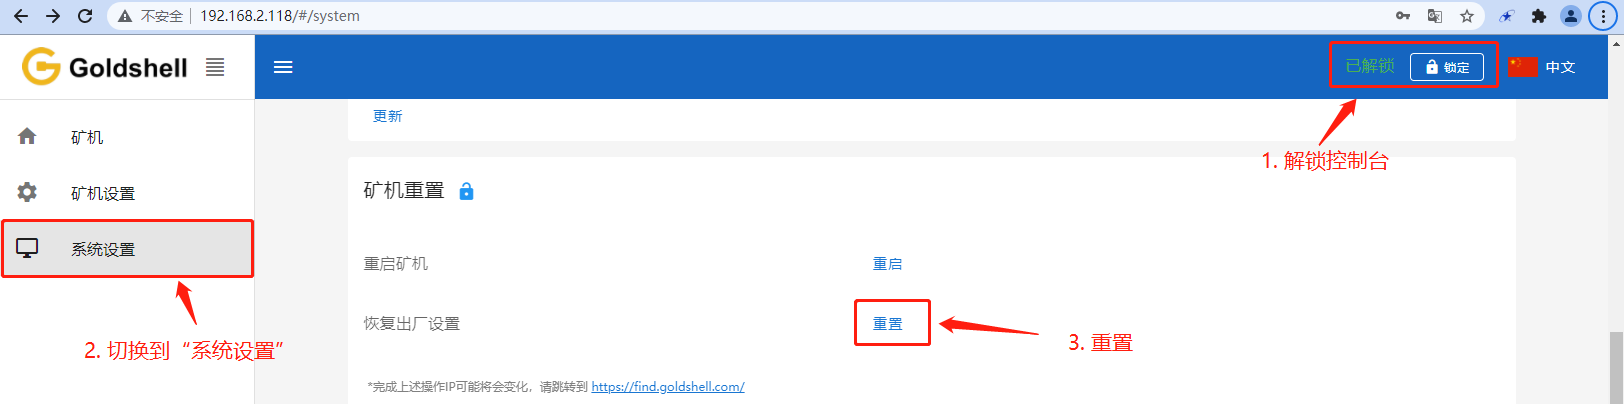 不安全 192.168.2.118/#/system
Goldshell
已解锁 锁定 中文
更新
矿机
1. 解锁控制台
矿机设置
矿机重置
系统设置
重启矿机 重启
恢复出厂设置 重置
2. 切换到“系统设置”
3. 重置
*完成上述操作IP可能将会变化，请跳转到 https://find.goldshell.com/